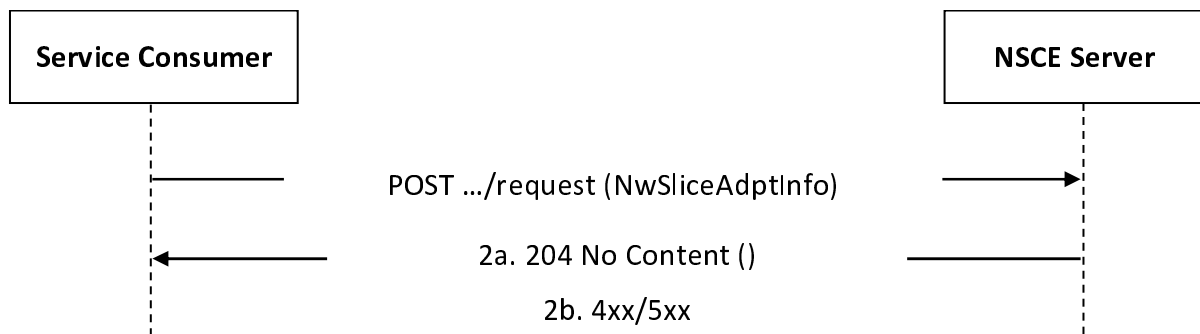 Service Consumer
NSCE Server
POST .../request (NwSliceAdptInfo)
2a. 204 No Content ()
2b. 4xx/5xx